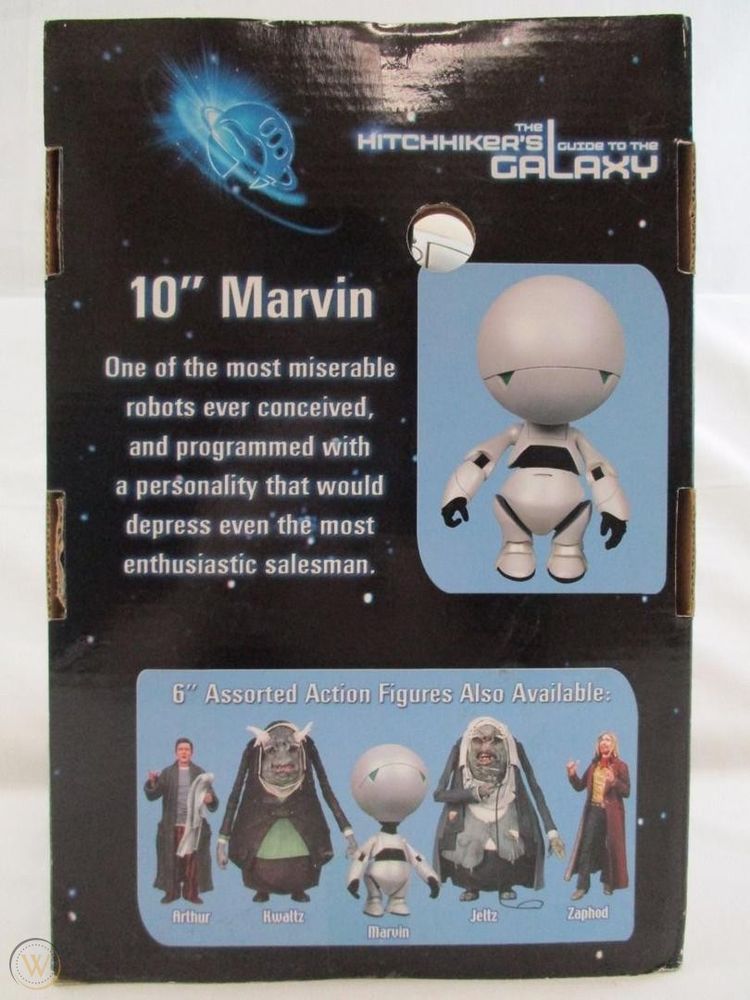 THE
HITCHHIKER'S GUIDE TO THE
GALAXY
10" Marvin
One of the most miserable
robots ever conceived,
and programmed with
a personality that would
depress even the most
enthusiastic salesman.
6" Assorted Action Figures Also Available:
Arthur
Kwaltz
Marvin
Jeltz
Zaphod
W